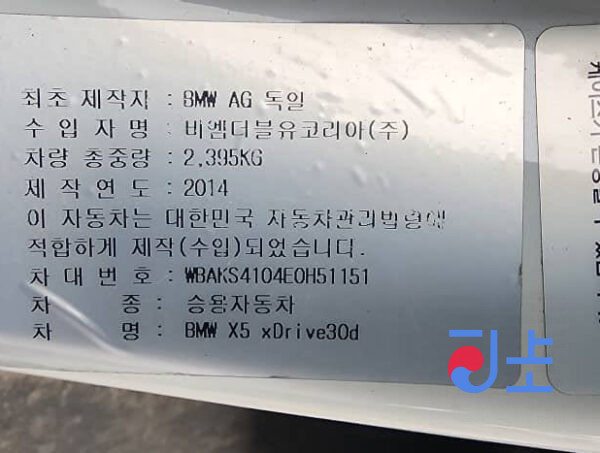 최초 제작자 : BMW AG 독일
수 입 자 명 : 비엠더블유코리아(주)
차량 총중량 : 2,395KG
제 작 연 도 : 2014
이 자동차는 대한민국 자동차관리법령에
적합하게 제작(수입)되었습니다.
차 대 번 호 : WBAKS4104E0H51151
차 종 : 승용자동차
차 명 : BMW X5 xDrive30d